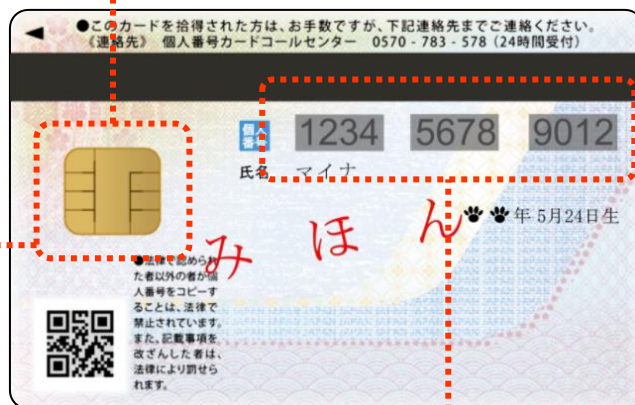 ●このカードを拾得された方は、お手数ですが、下記連絡先までご連絡ください。
《連絡先》 個人番号カードコールセンター 0570-783-578（24時間受付）
個人番号 1234 5678 9012
氏名 マイナ
年 5月24日生
みほん
●法律で認められ
た者以外の者が個
人番号をコピーす
ることは、法律で
禁止されています。
また、記載事項を
改ざんした者は、
法律により罰せら
れます。